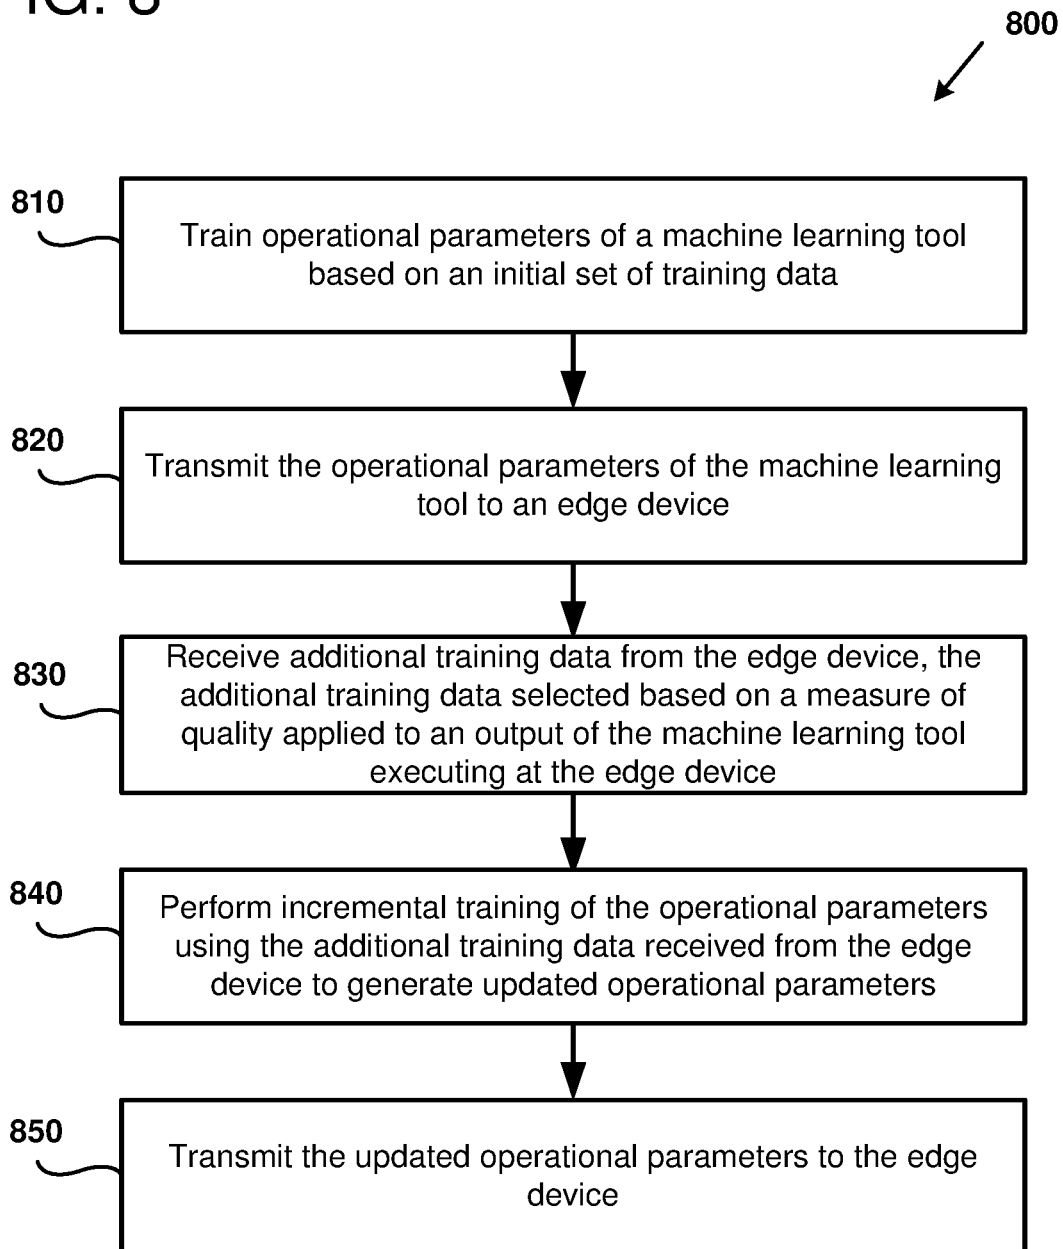 FIG. 8
800
810
Train operational parameters of a machine learning tool
based on an initial set of training data
820
Transmit the operational parameters of the machine learning
tool to an edge device
830
Receive additional training data from the edge device, the
additional training data selected based on a measure of
quality applied to an output of the machine learning tool
executing at the edge device
840
Perform incremental training of the operational parameters
using the additional training data received from the edge
device to generate updated operational parameters
850
Transmit the updated operational parameters to the edge
device